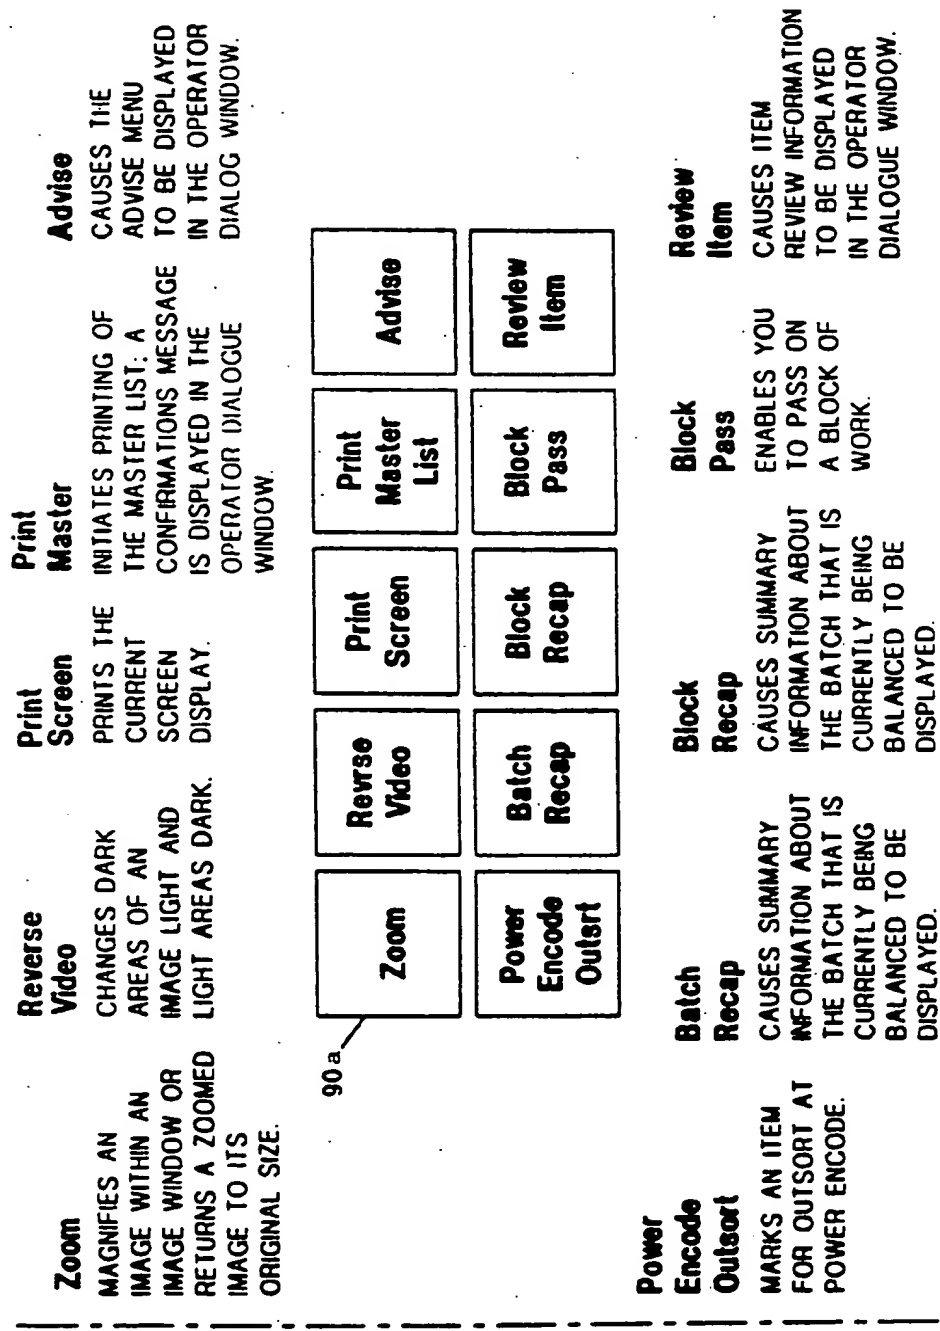 Zoom
MAGNIFIES AN
IMAGE WITHIN AN
IMAGE WINDOW OR
RETURNS A ZOOMED
IMAGE TO ITS
ORIGINAL SIZE.
Reverse
Video
CHANGES DARK
AREAS OF AN
IMAGE LIGHT AND
LIGHT AREAS DARK.
Print
Screen
PRINTS THE
CURRENT
SCREEN
DISPLAY.
Print
Master
INITIATES PRINTING OF
THE MASTER LIST; A
CONFIRMATIONS MESSAGE
IS DISPLAYED IN THE
OPERATOR DIALOGUE
WINDOW.
Advise
CAUSES THE
ADVISE MENU
TO BE DISPLAYED
IN THE OPERATOR
DIALOG WINDOW.
90a
Zoom
Revrse
Video
Print
Screen
Print
Master
List
Advise
Power
Encode
Outsrt
Batch
Recap
Block
Recap
Block
Pass
Review
Item
Power
Encode
Outsort
MARKS AN ITEM
FOR OUTSORT AT
POWER ENCODE.
Batch
Recap
CAUSES SUMMARY
INFORMATION ABOUT
THE BATCH THAT IS
CURRENTLY BEING
BALANCED TO BE
DISPLAYED.
Block
Recap
CAUSES SUMMARY
INFORMATION ABOUT
THE BATCH THAT IS
CURRENTLY BEING
BALANCED TO BE
DISPLAYED.
Block
Pass
ENABLES YOU
TO PASS ON
A BLOCK OF
WORK.
Review
Item
CAUSES ITEM
REVIEW INFORMATION
TO BE DISPLAYED
IN THE OPERATOR
DIALOGUE WINDOW.